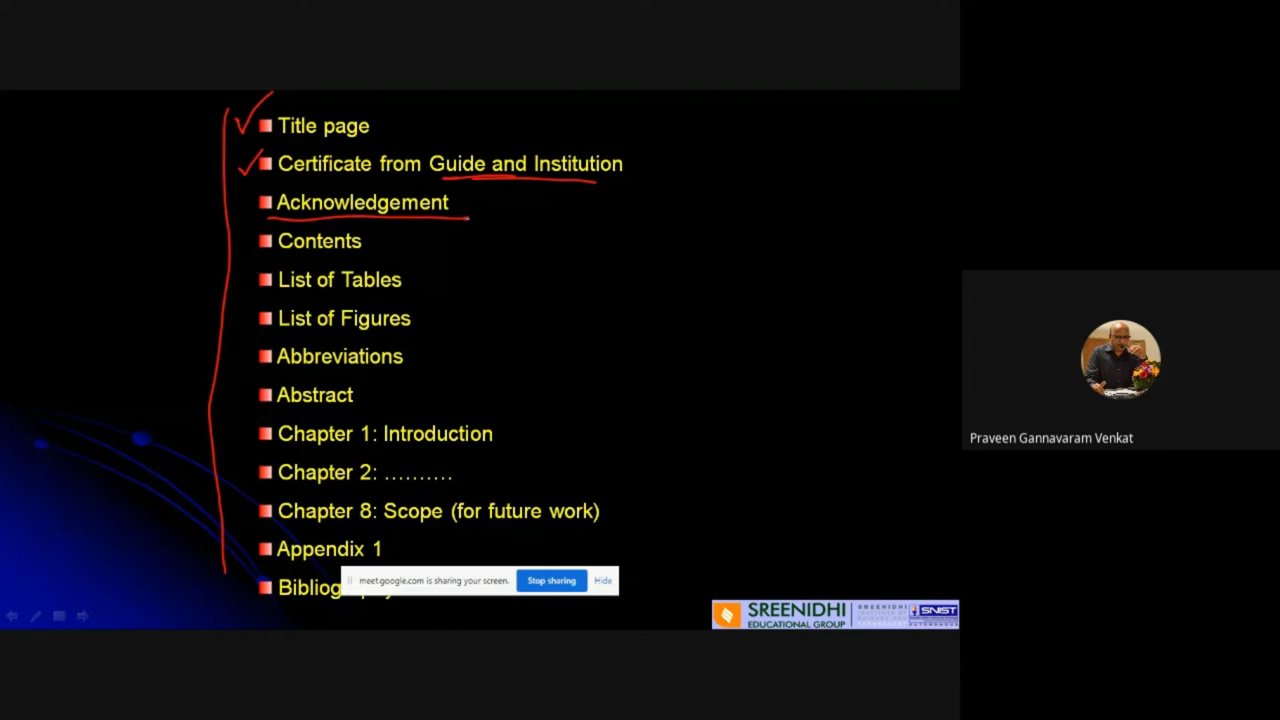 Title page
Certificate from Guide and Institution
Acknowledgement
Contents
List of Tables
List of Figures
Abbreviations
Abstract
Chapter 1: Introduction
Chapter 2: ..........
Chapter 8: Scope (for future work)
Appendix 1
meet.google.com is sharing your screen. Stop sharing Hide
Praveen Gannavaram Venkat
SREENIDHI
EDUCATIONAL GROUP
SREENIDHI
SNIST